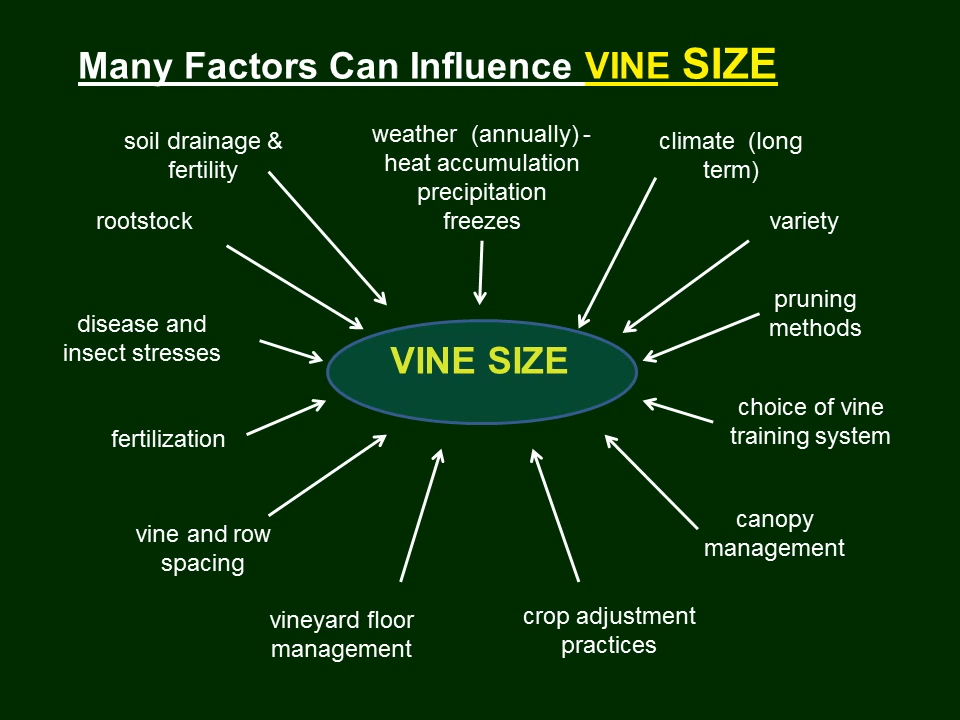 Many Factors Can Influence VINE SIZE
soil drawing &
fertility
weather (annually) -
heat accumulation
precipitation
freezes
climate (long
term)
rootstock
variety
pruning
methods
disease and
insect stresses
VINE SIZE
choice of vine
training system
fertilization
canopy
management
vine and row
spacing
vineyard floor
management
crop adjustment
practices